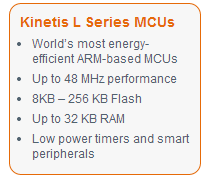 Kinetis L Series MCUs
• World's most energy-
efficient ARM-based MCUs
• Up to 48 MHz performance
• 8KB – 256 KB Flash
• Up to 32 KB RAM
• Low power timers and smart
peripherals